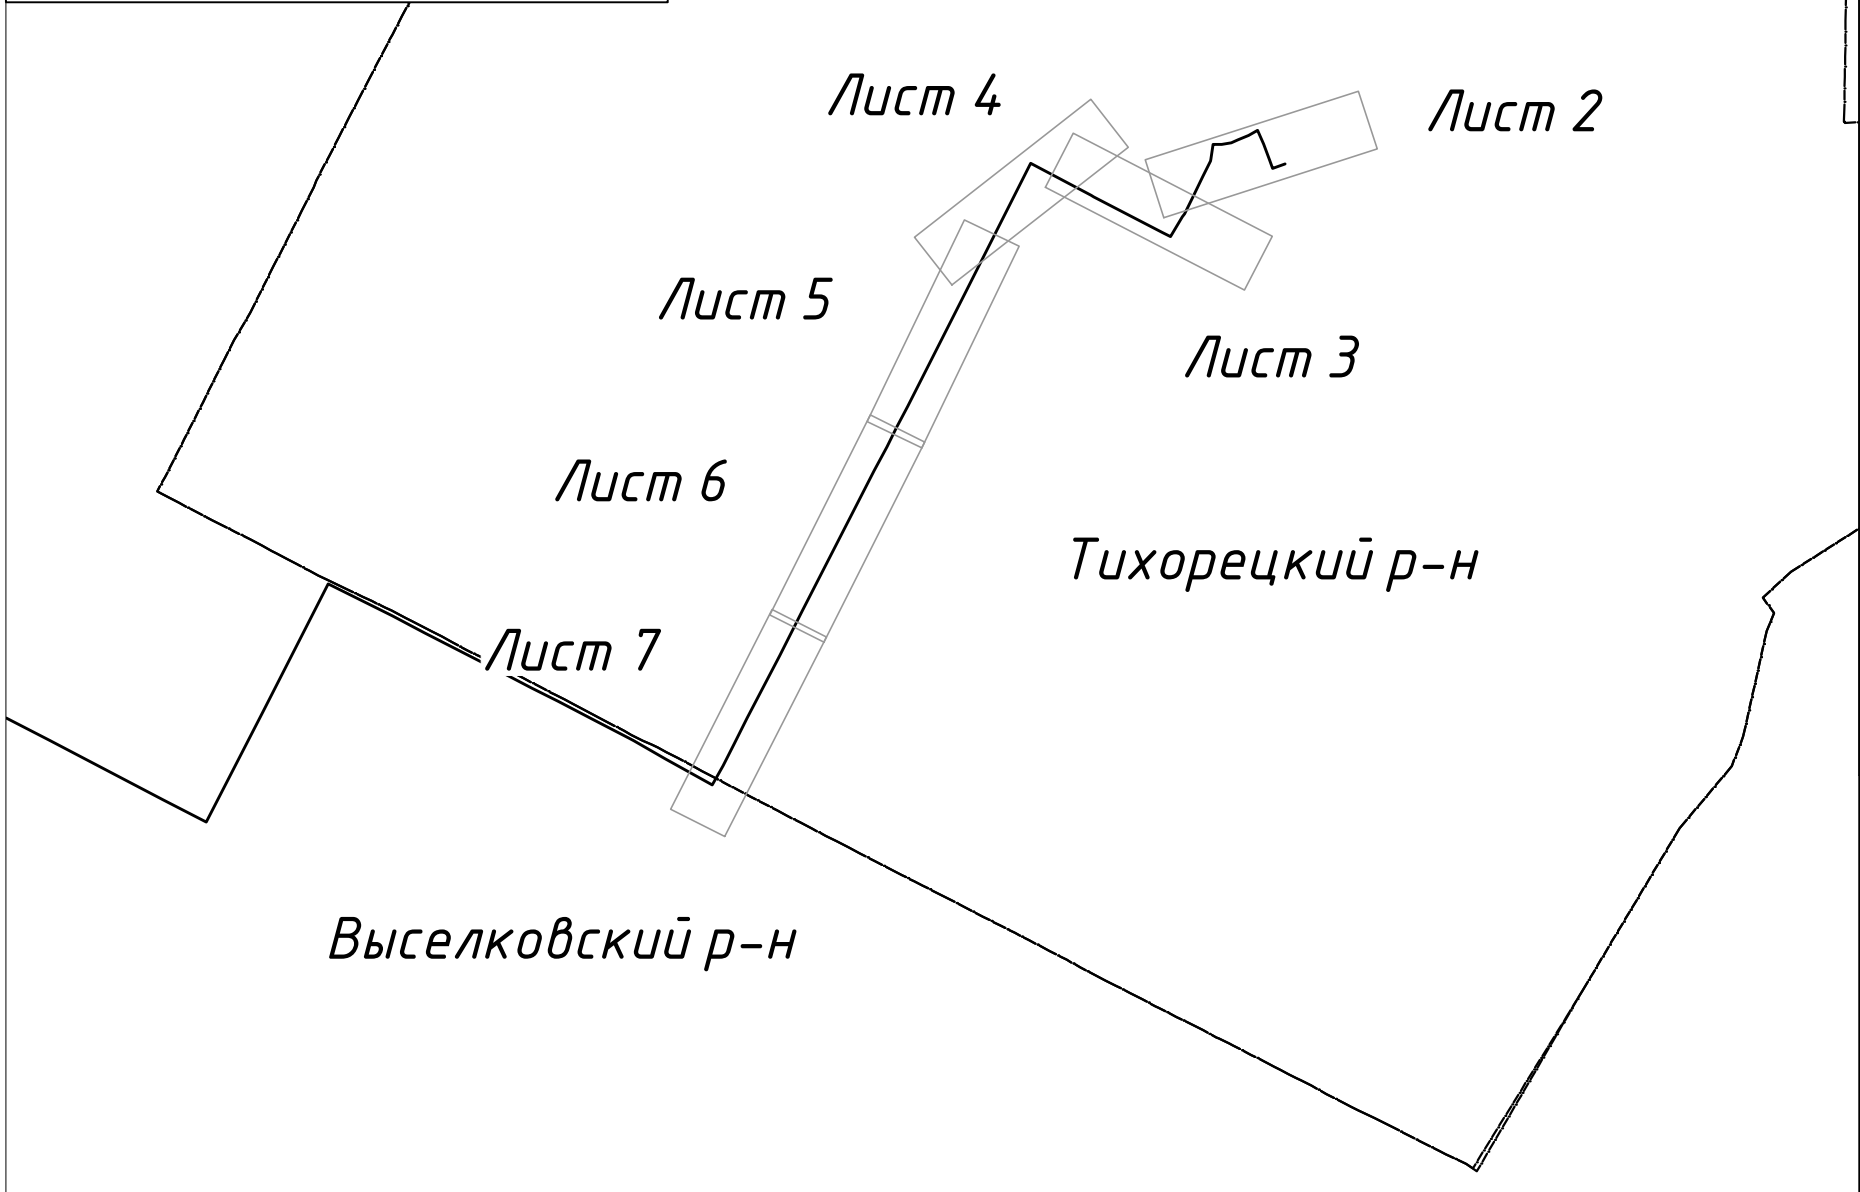 Лист 4
Лист 2
Лист 5
Лист 3
Лист 6
Тихорецкий р-н
Лист 7
Выселковский р-н